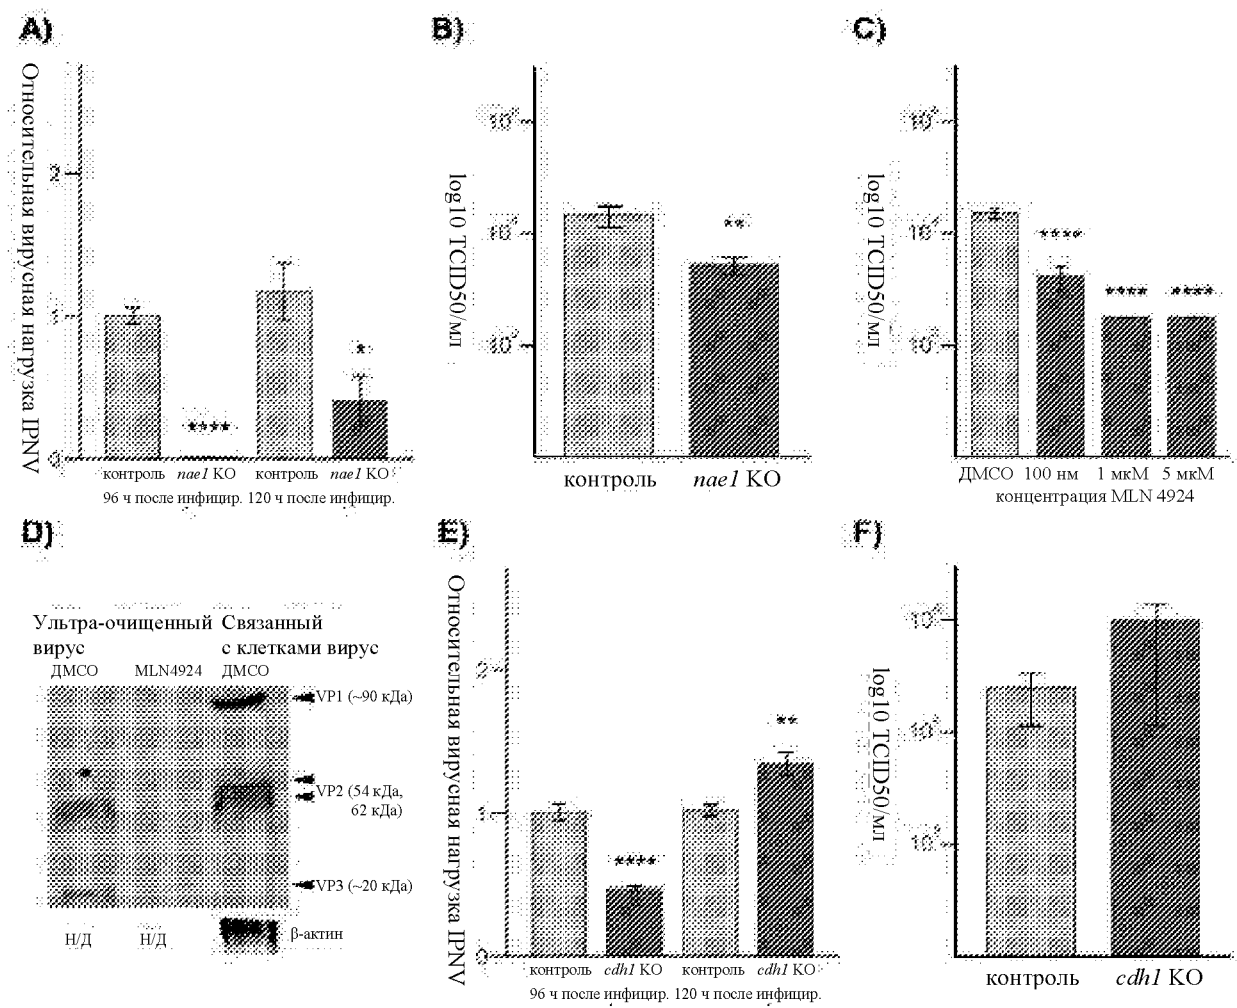 A)
Относительная вирусная нагрузка IPNV
2
1
0
****
*
контроль nae1 KO контроль nae1 KO
96 ч после инфицир. 120 ч после инфицир.
B)
log10 TCID50/мл
**
контроль nae1 KO
C)
log10 TCID50/мл
****
**** ****
ДМСО 100 нм 1 мкМ 5 мкМ
концентрация MLN 4924
D)
Ультра-очищенный Связанный
вирус с клетками вирус
ДМСО MLN4924 ДМСО
VP1 (~90 кДа)
VP2 (54 кДа,
62 кДа)
VP3 (~20 кДа)
Н/Д Н/Д β-актин
E)
Относительная вирусная нагрузка IPNV
2
1
0
****
**
контроль cdh1 KO контроль cdh1 KO
96 ч после инфицир. 120 ч после инфицир.
F)
log10 TCID50/мл
контроль cdh1 KO